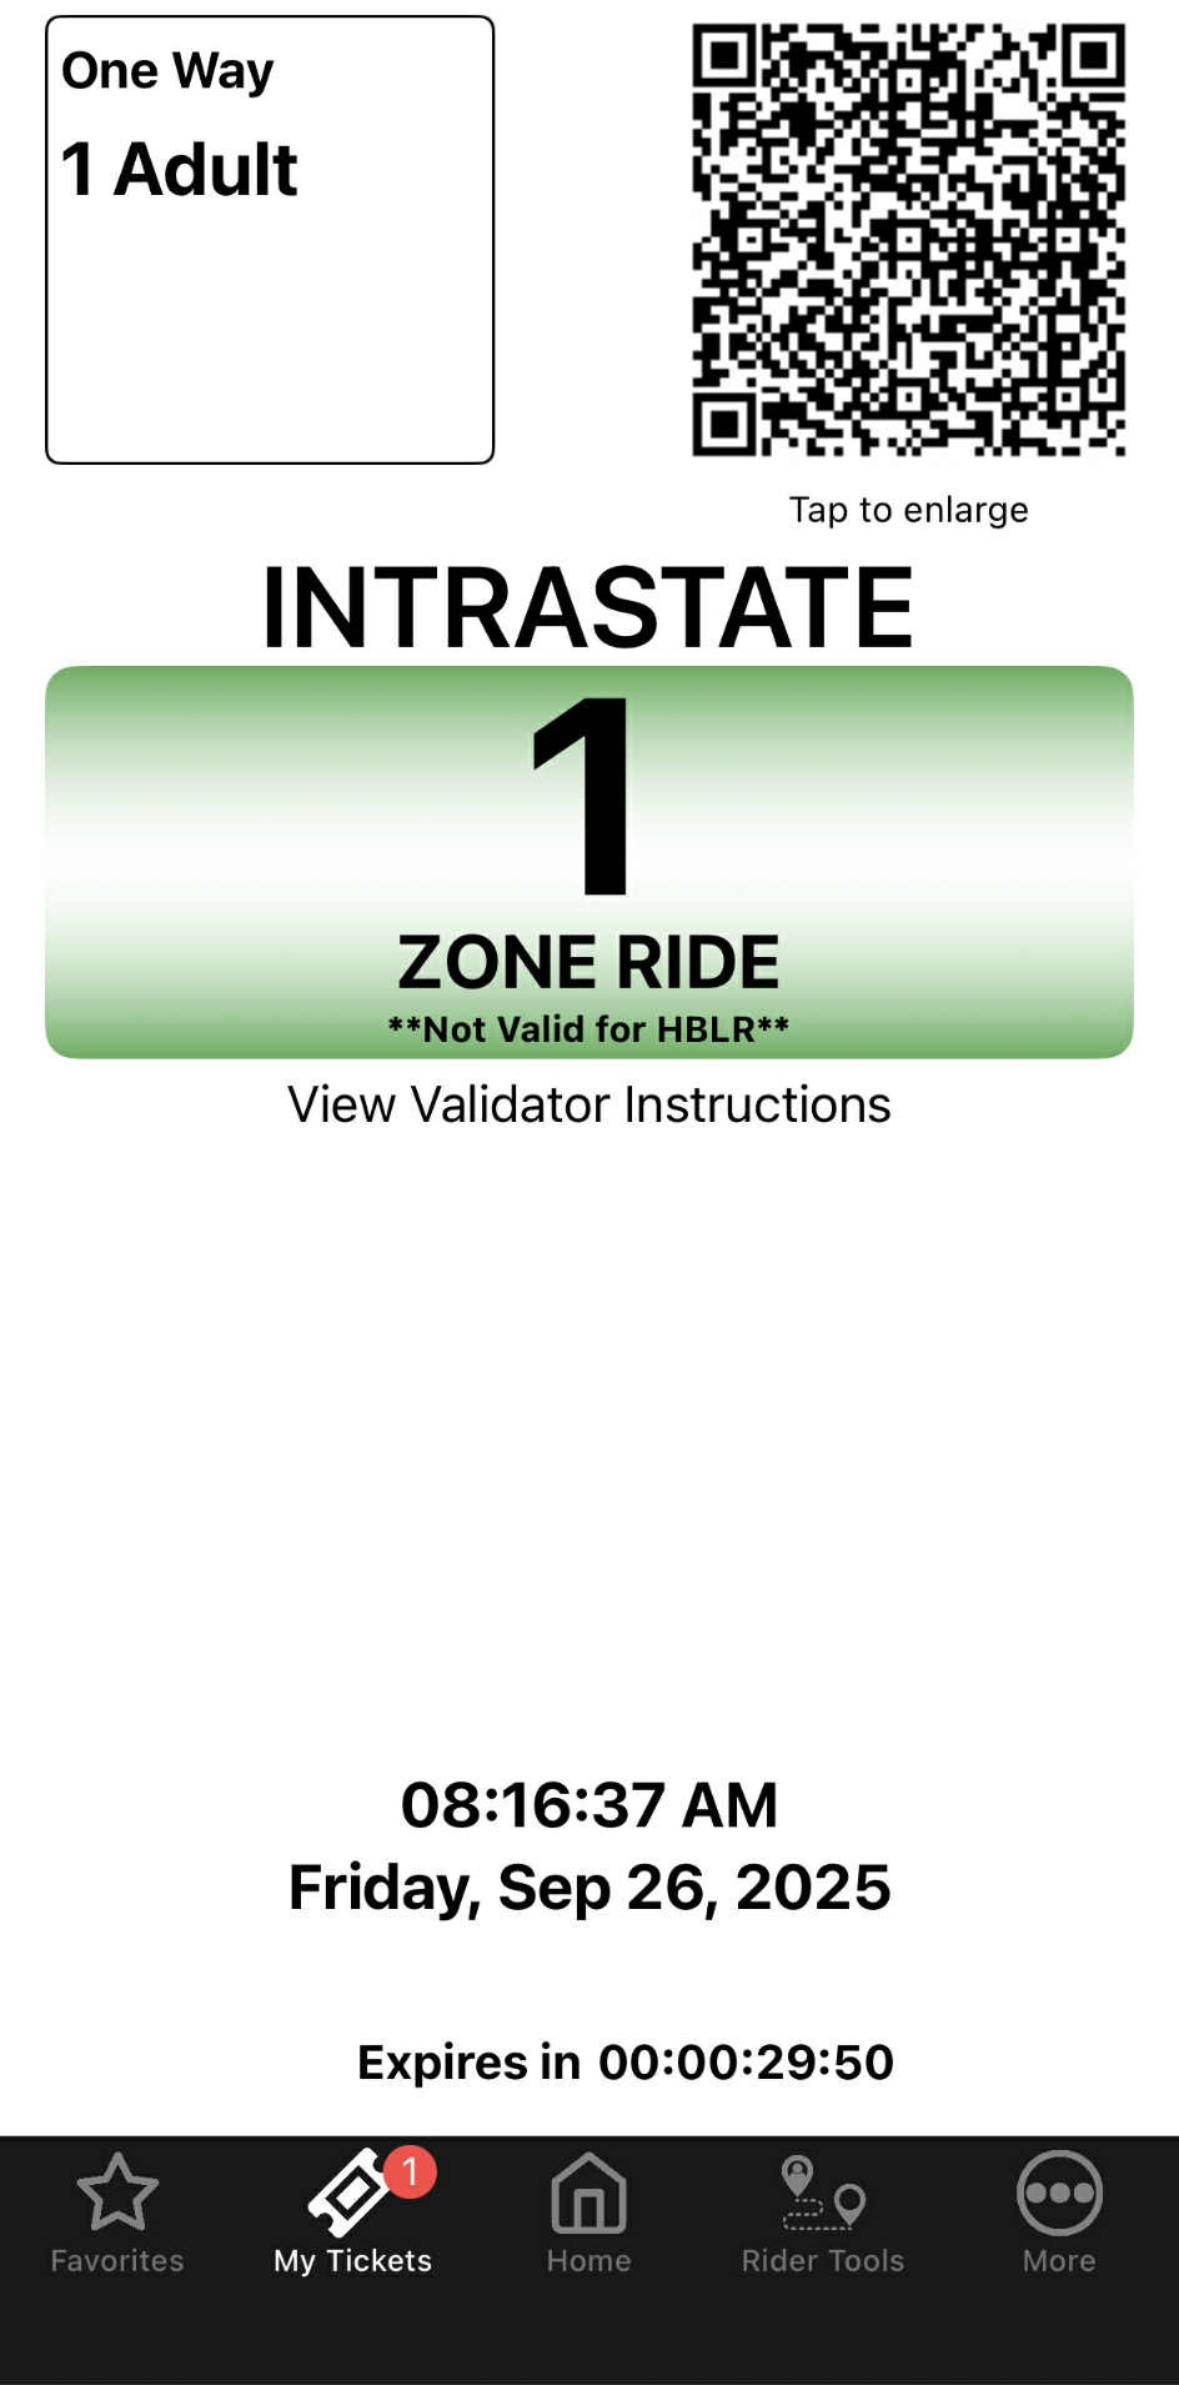 One Way
1 Adult
Tap to enlarge
INTRASTATE
1
ZONE RIDE
**Not Valid for HBLR**
View Validator Instructions
08:16:37 AM
Friday, Sep 26, 2025
Expires in 00:00:29:50
1
Favorites
My Tickets
Home
Rider Tools
More